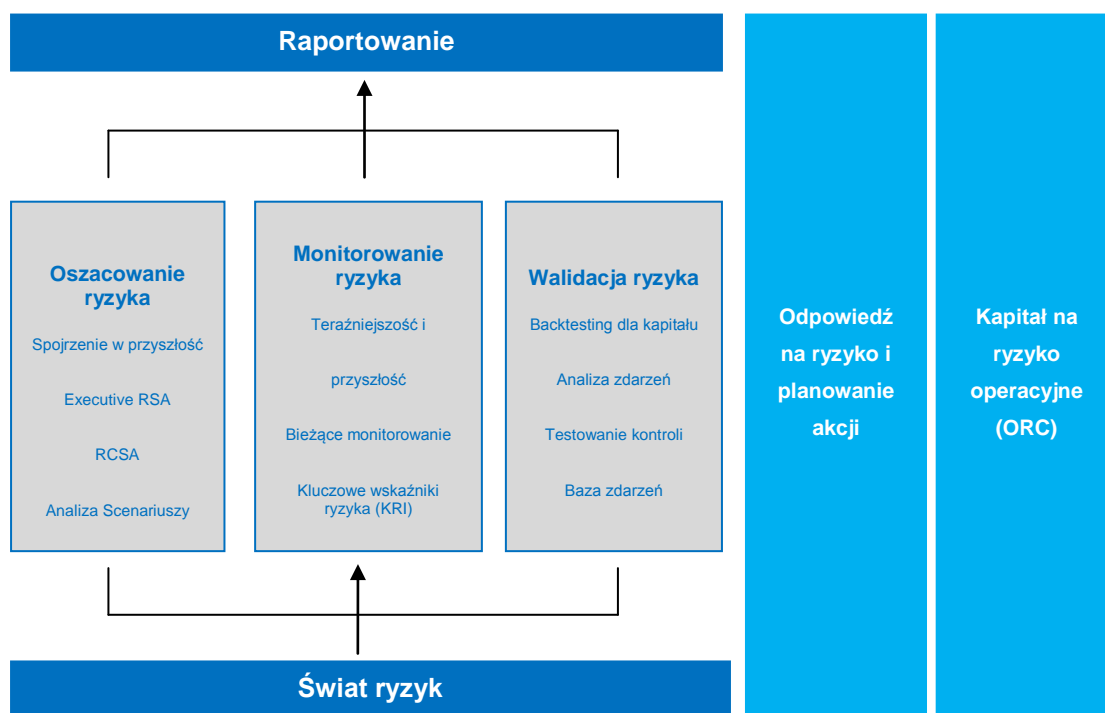 Raportowanie
Oszacowanie
ryzyka
Spojrzenie w przyszłość
Executive RSA
RCSA
Analiza Scenariuszy
Monitorowanie
ryzyka
Teraźniejszość i
przyszłość
Bieżące monitorowanie
Kluczowe wskaźniki
ryzyka (KRI)
Walidacja ryzyka
Backtesting dla kapitału
Analiza zdarzeń
Testowanie kontroli
Baza zdarzeń
Świat ryzyk
Odpowiedź
na ryzyko i
planowanie
akcji
Kapitał na
ryzyko
operacyjne
(ORC)